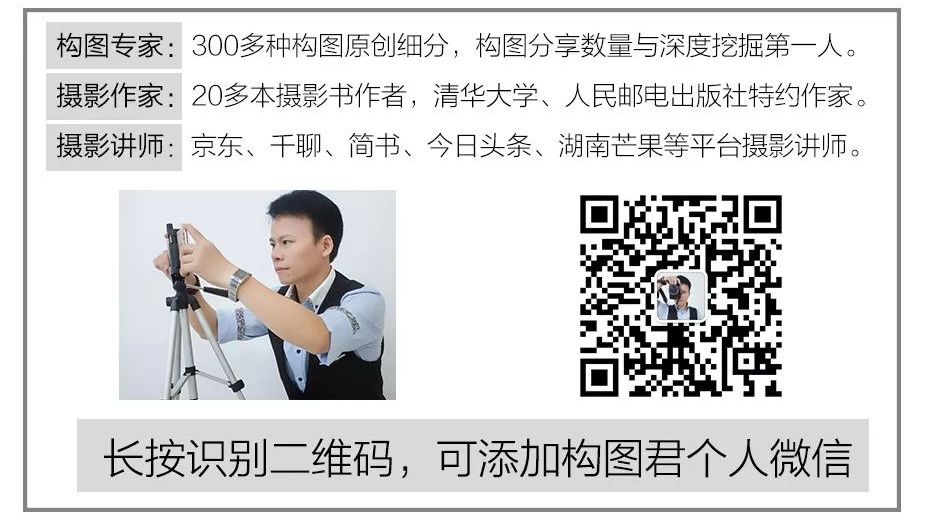 构图专家：300多种构图原创细分，构图分享数量与深度挖掘第一人。
摄影作家：20多本摄影书作者，清华大学、人民邮电出版社特约作家。
摄影讲师：京东、千聊、简书、今日头条、湖南芒果等平台摄影讲师。
长按识别二维码，可添加构图君个人微信